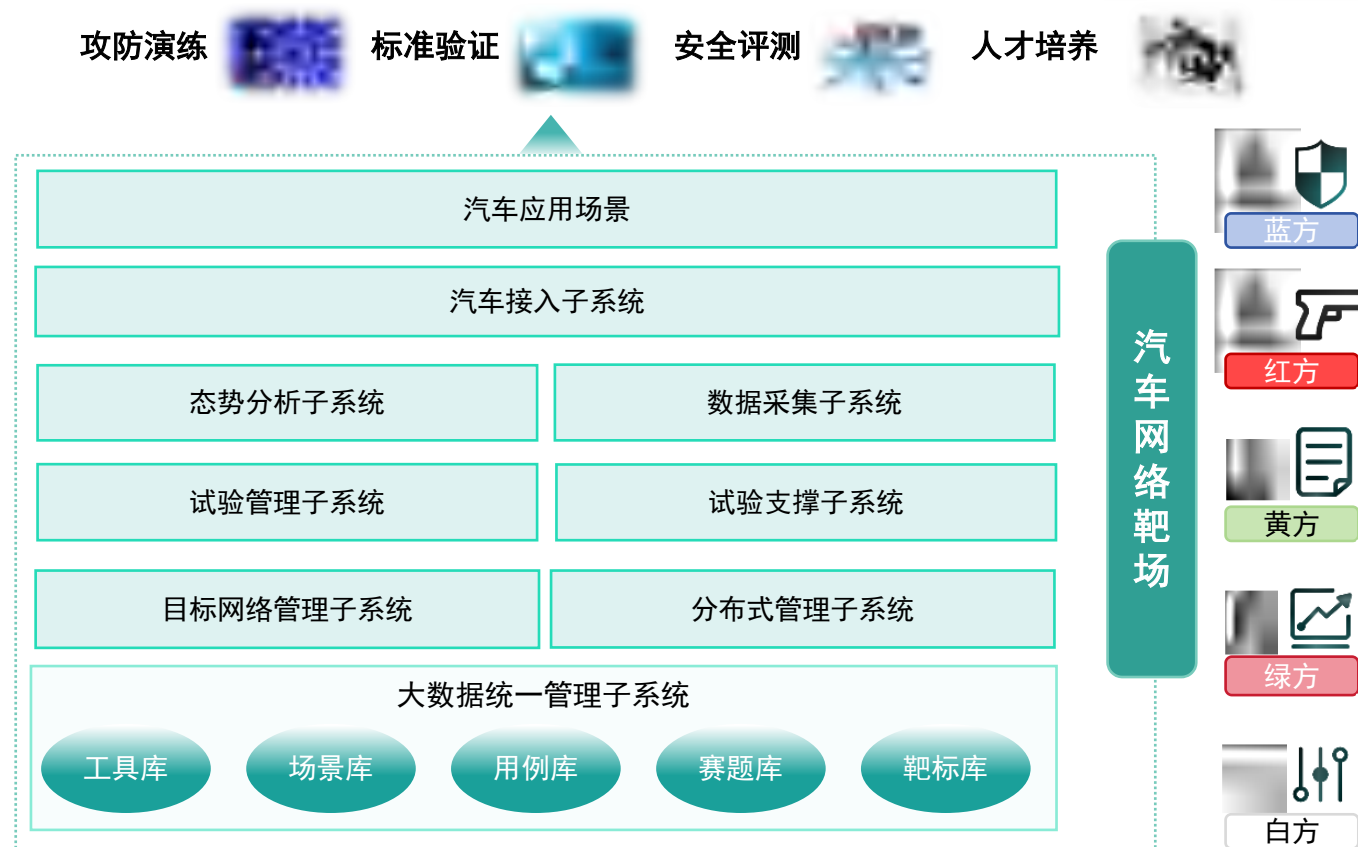 攻防演练 标准验证 安全评测 人才培养
汽车应用场景
汽车接入子系统
态势分析子系统 数据采集子系统
试验管理子系统 试验支撑子系统
目标网络管理子系统 分布式管理子系统
大数据统一管理子系统
工具库 场景库 用例库 赛题库 靶标库
汽车网络靶场
蓝方
红方
黄方
绿方
白方